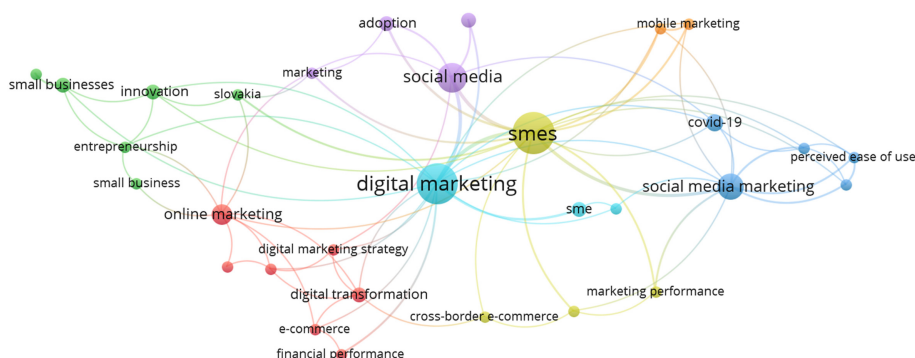 adoption
mobile marketing
marketing
social media
small businesses
innovation
slovakia
covid-19
smes
entrepreneurship
perceived ease of use
small business
digital marketing
social media marketing
online marketing
sme
digital marketing strategy
digital transformation
marketing performance
cross-border e-commerce
e-commerce
financial performance